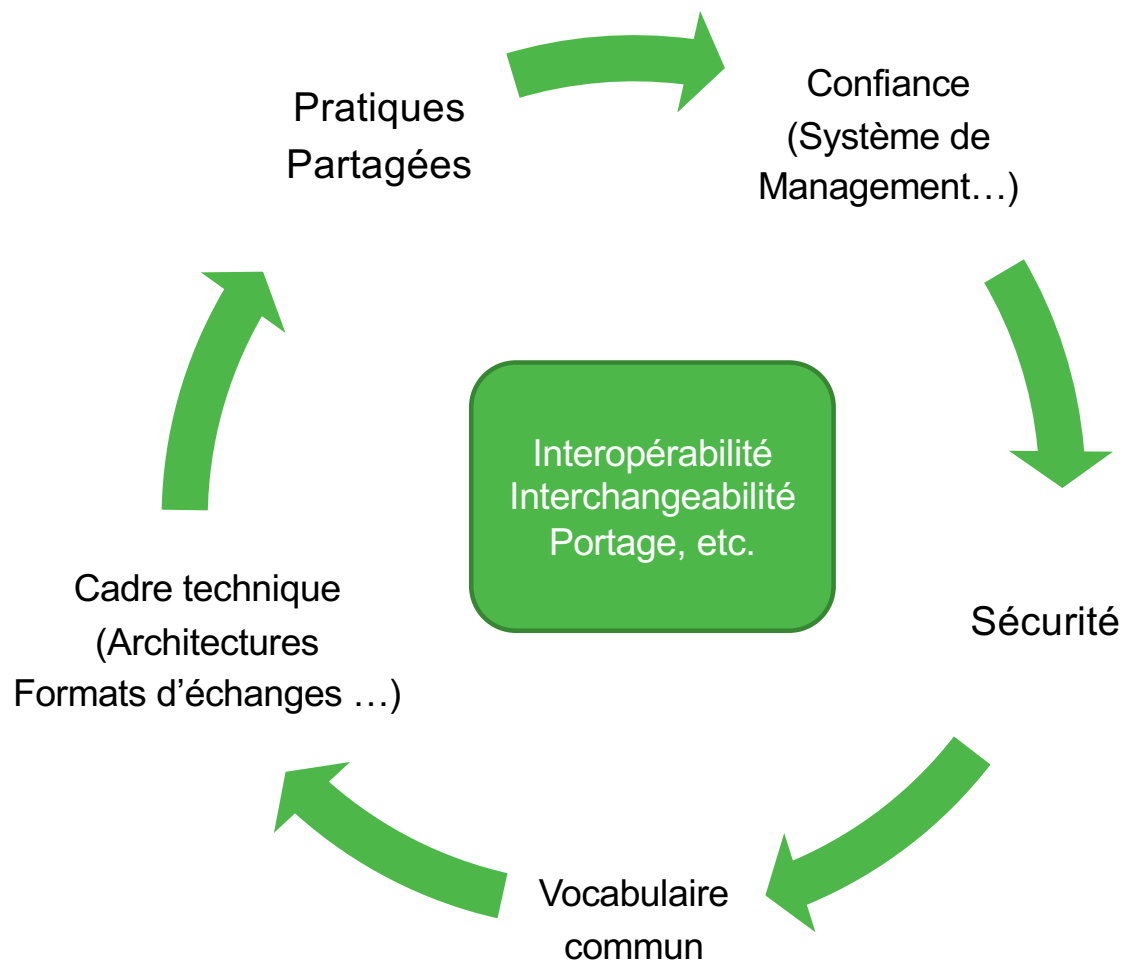 Pratiques
Partagées
Confiance
(Système de
Management…)
Interopérabilité
Interchangeabilité
Portage, etc.
Cadre technique
(Architectures
Formats d’échanges …)
Sécurité
Vocabulaire
commun